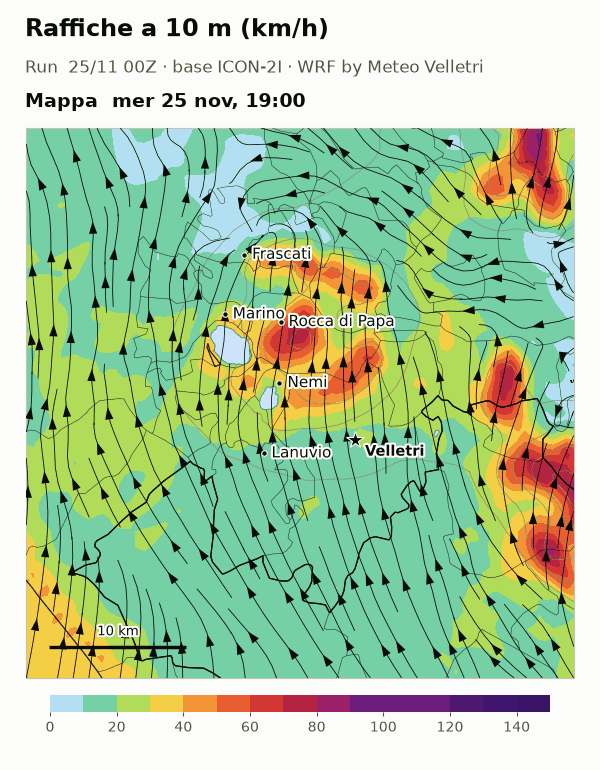 Raffiche a 10 m (km/h)
Run  25/11 00Z · base ICON-2I · WRF by Meteo Velletri
Mappa  mer 25 nov, 19:00
Frascati
Marino
Rocca di Papa
Nemi
Velletri
Lanuvio
10 km
0 20 40 60 80 100 120 140